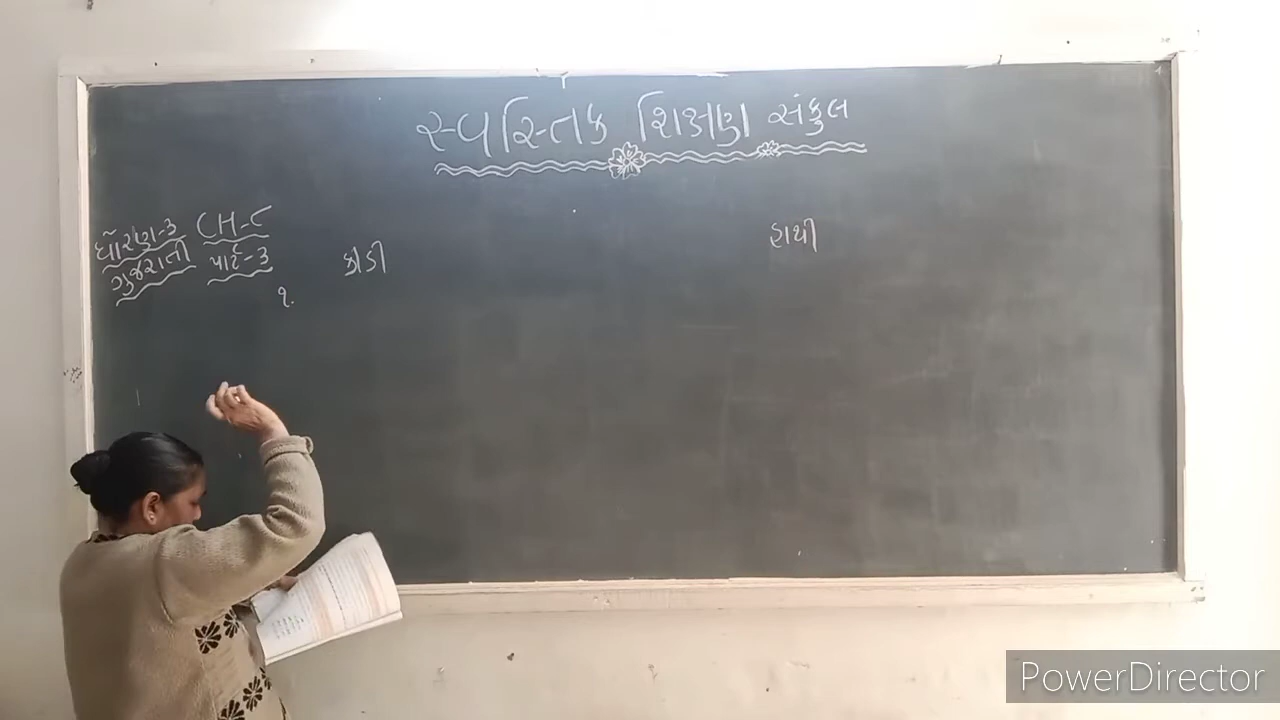 સ્વસ્તિક શિક્ષણ સંકુલ
ધોરણ-૩ CH-૮
ગુજરાતી પાર્ટ-૩
કીડી હાથી
૧.
PowerDirector